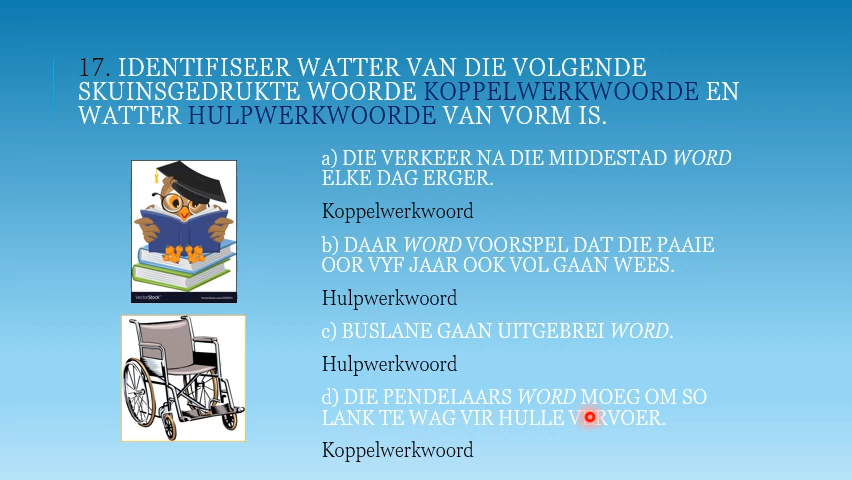 17. IDENTIFISEER WATTER VAN DIE VOLGENDE
SKUINSGEDRUKTE WOORDE KOPPELWERKWOORDE EN
WATTER HULPWERKWOORDE VAN VORM IS.
a) DIE VERKEER NA DIE MIDDESTAD WORD
ELKE DAG ERGER.
Koppelwerkwoord
b) DAAR WORD VOORSPEL DAT DIE PAAIE
OOR VYF JAAR OOK VOL GAAN WEES.
Hulpwerkwoord
c) BUSLANE GAAN UITGEBREI WORD.
Hulpwerkwoord
d) DIE PENDELAARS WORD MOEG OM SO
LANK TE WAG VIR HULLE VERVOER.
Koppelwerkwoord
VectorStock